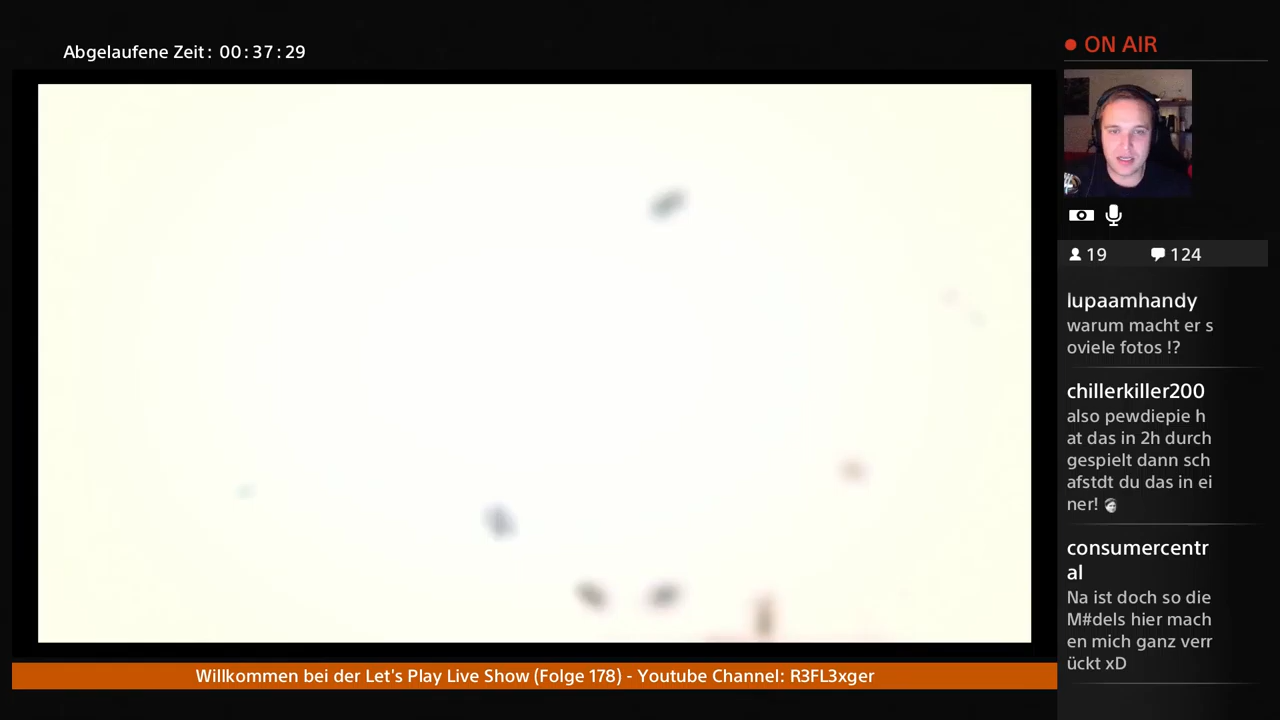 Abgelaufene Zeit: 00:37:29
ON AIR
19 124
lupaamhandy
warum macht er s
oviele fotos !?
chillerkiller200
also pewdiepie h
at das in 2h durch
gespielt dann sch
afstdt du das in ei
ner!
consumercentr
al
Na ist doch so die
M#dels hier mach
en mich ganz verr
ückt xD
Willkommen bei der Let's Play Live Show (Folge 178) - Youtube Channel: R3FL3xger